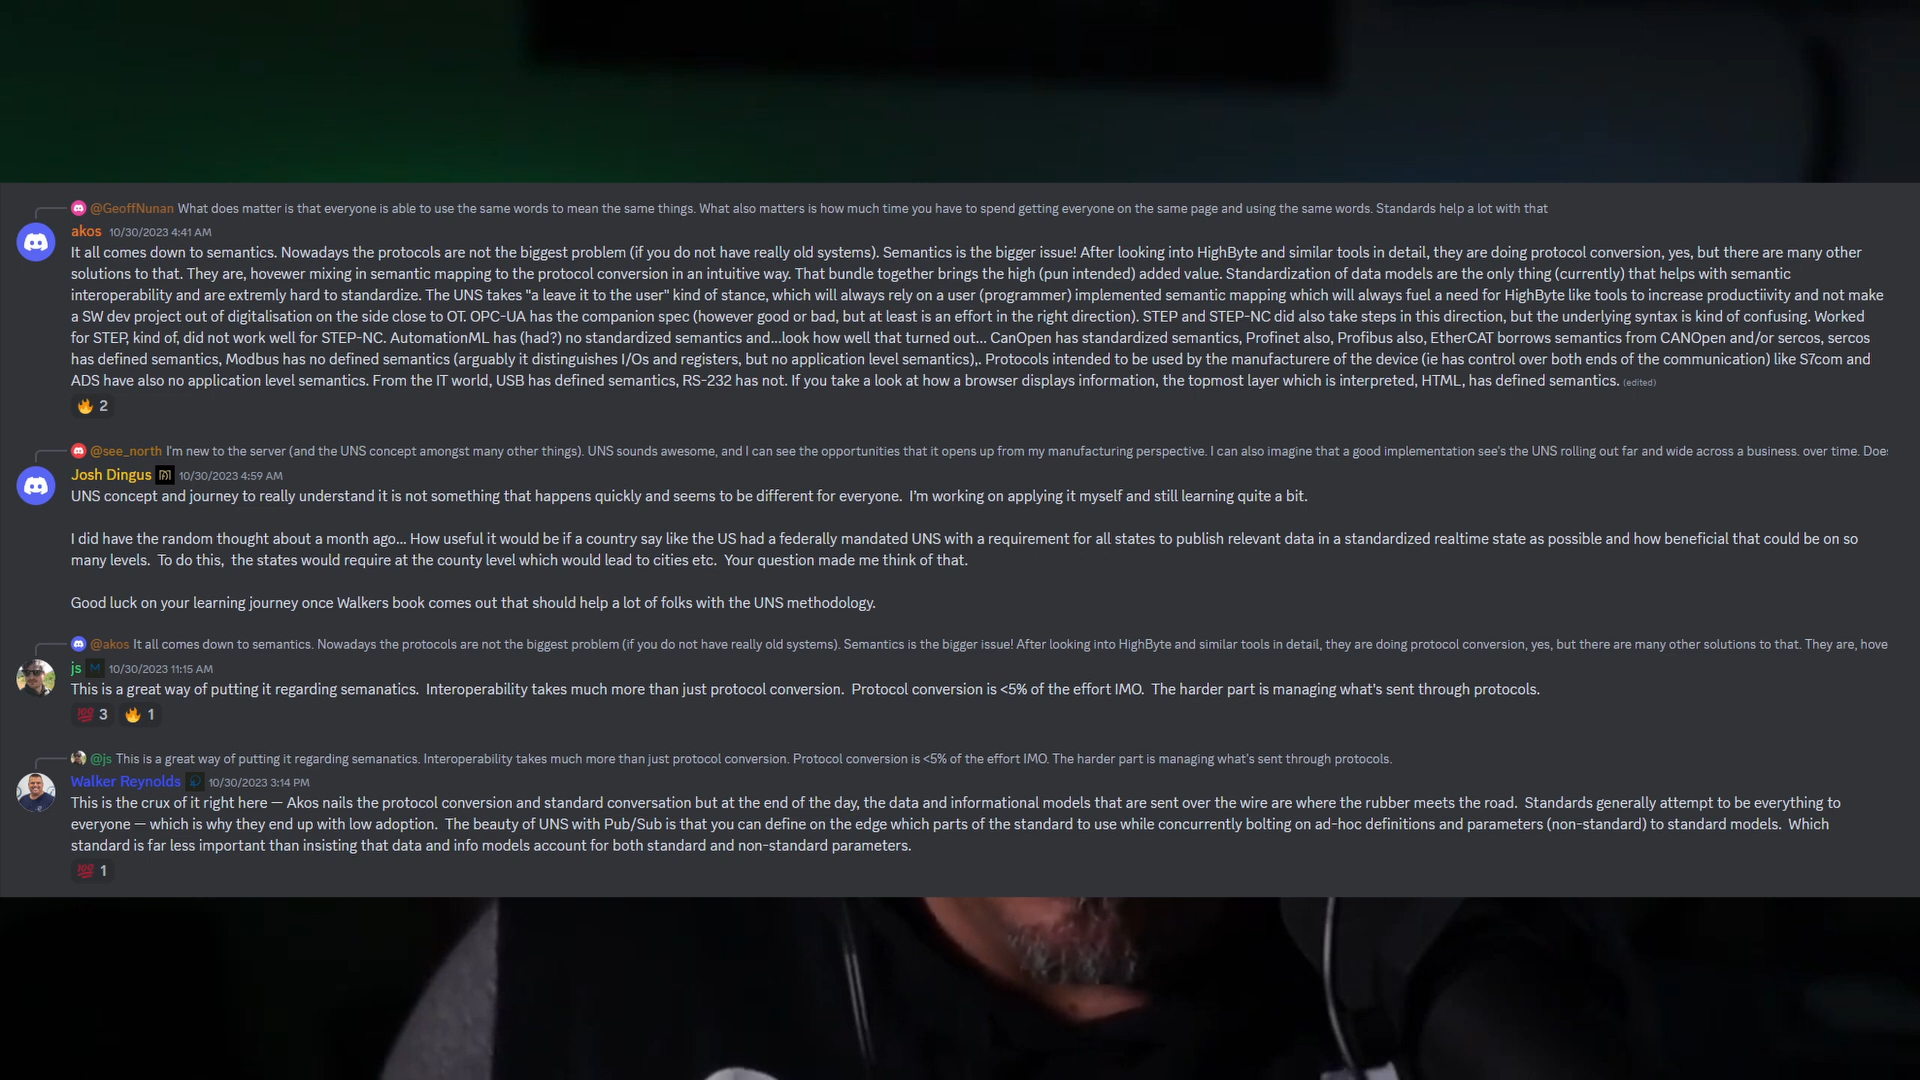 @GeoffNunan What does matter is that everyone is able to use the same words to mean the same things. What also matters is how much time you have to spend getting everyone on the same page and using the same words. Standards help a lot with that
akos 10/30/2023 4:41 AM
It all comes down to semantics. Nowadays the protocols are not the biggest problem (if you do not have really old systems). Semantics is the bigger issue! After looking into HighByte and similar tools in detail, they are doing protocol conversion, yes, but there are many other
solutions to that. They are, hovewer mixing in semantic mapping to the protocol conversion in an intuitive way. That bundle together brings the high (pun intended) added value. Standardization of data models are the only thing (currently) that helps with semantic
interoperability and are extremly hard to standardize. The UNS takes "a leave it to the user" kind of stance, which will always rely on a user (programmer) implemented semantic mapping which will always fuel a need for HighByte like tools to increase productiivity and not make
a SW dev project out of digitalisation on the side close to OT. OPC-UA has the companion spec (however good or bad, but at least is an effort in the right direction). STEP and STEP-NC did also take steps in this direction, but the underlying syntax is kind of confusing. Worked
for STEP, kind of, did not work well for STEP-NC. AutomationML has (had?) no standardized semantics and...look how well that turned out... CanOpen has standardized semantics, Profinet also, Profibus also, EtherCAT borrows semantics from CANOpen and/or sercos, sercos
has defined semantics, Modbus has no defined semantics (arguably it distinguishes I/Os and registers, but no application level semantics),. Protocols intended to be used by the manufacturere of the device (ie has control over both ends of the communication) like S7com and
ADS have also no application level semantics. From the IT world, USB has defined semantics, RS-232 has not. If you take a look at how a browser displays information, the topmost layer which is interpreted, HTML, has defined semantics. (edited)
🔥 2
@see_north I'm new to the server (and the UNS concept amongst many other things). UNS sounds awesome, and I can see the opportunities that it opens up from my manufacturing perspective. I can also imagine that a good implementation see's the UNS rolling out far and wide across a business. over time. Does
Josh Dingus 10/30/2023 4:59 AM
UNS concept and journey to really understand it is not something that happens quickly and seems to be different for everyone. I'm working on applying it myself and still learning quite a bit.
I did have the random thought about a month ago... How useful it would be if a country say like the US had a federally mandated UNS with a requirement for all states to publish relevant data in a standardized realtime state as possible and how beneficial that could be on so
many levels. To do this, the states would require at the county level which would lead to cities etc. Your question made me think of that.
Good luck on your learning journey once Walkers book comes out that should help a lot of folks with the UNS methodology.
@akos It all comes down to semantics. Nowadays the protocols are not the biggest problem (if you do not have really old systems). Semantics is the bigger issue! After looking into HighByte and similar tools in detail, they are doing protocol conversion, yes, but there are many other solutions to that. They are, hove
js M 10/30/2023 11:15 AM
This is a great way of putting it regarding semanatics. Interoperability takes much more than just protocol conversion. Protocol conversion is <5% of the effort IMO. The harder part is managing what's sent through protocols.
💯 3 🔥 1
@js This is a great way of putting it regarding semanatics. Interoperability takes much more than just protocol conversion. Protocol conversion is <5% of the effort IMO. The harder part is managing what's sent through protocols.
Walker Reynolds 10/30/2023 3:14 PM
This is the crux of it right here — Akos nails the protocol conversion and standard conversation but at the end of the day, the data and informational models that are sent over the wire are where the rubber meets the road. Standards generally attempt to be everything to
everyone — which is why they end up with low adoption. The beauty of UNS with Pub/Sub is that you can define on the edge which parts of the standard to use while concurrently bolting on ad-hoc definitions and parameters (non-standard) to standard models. Which
standard is far less important than insisting that data and info models account for both standard and non-standard parameters.
💯 1